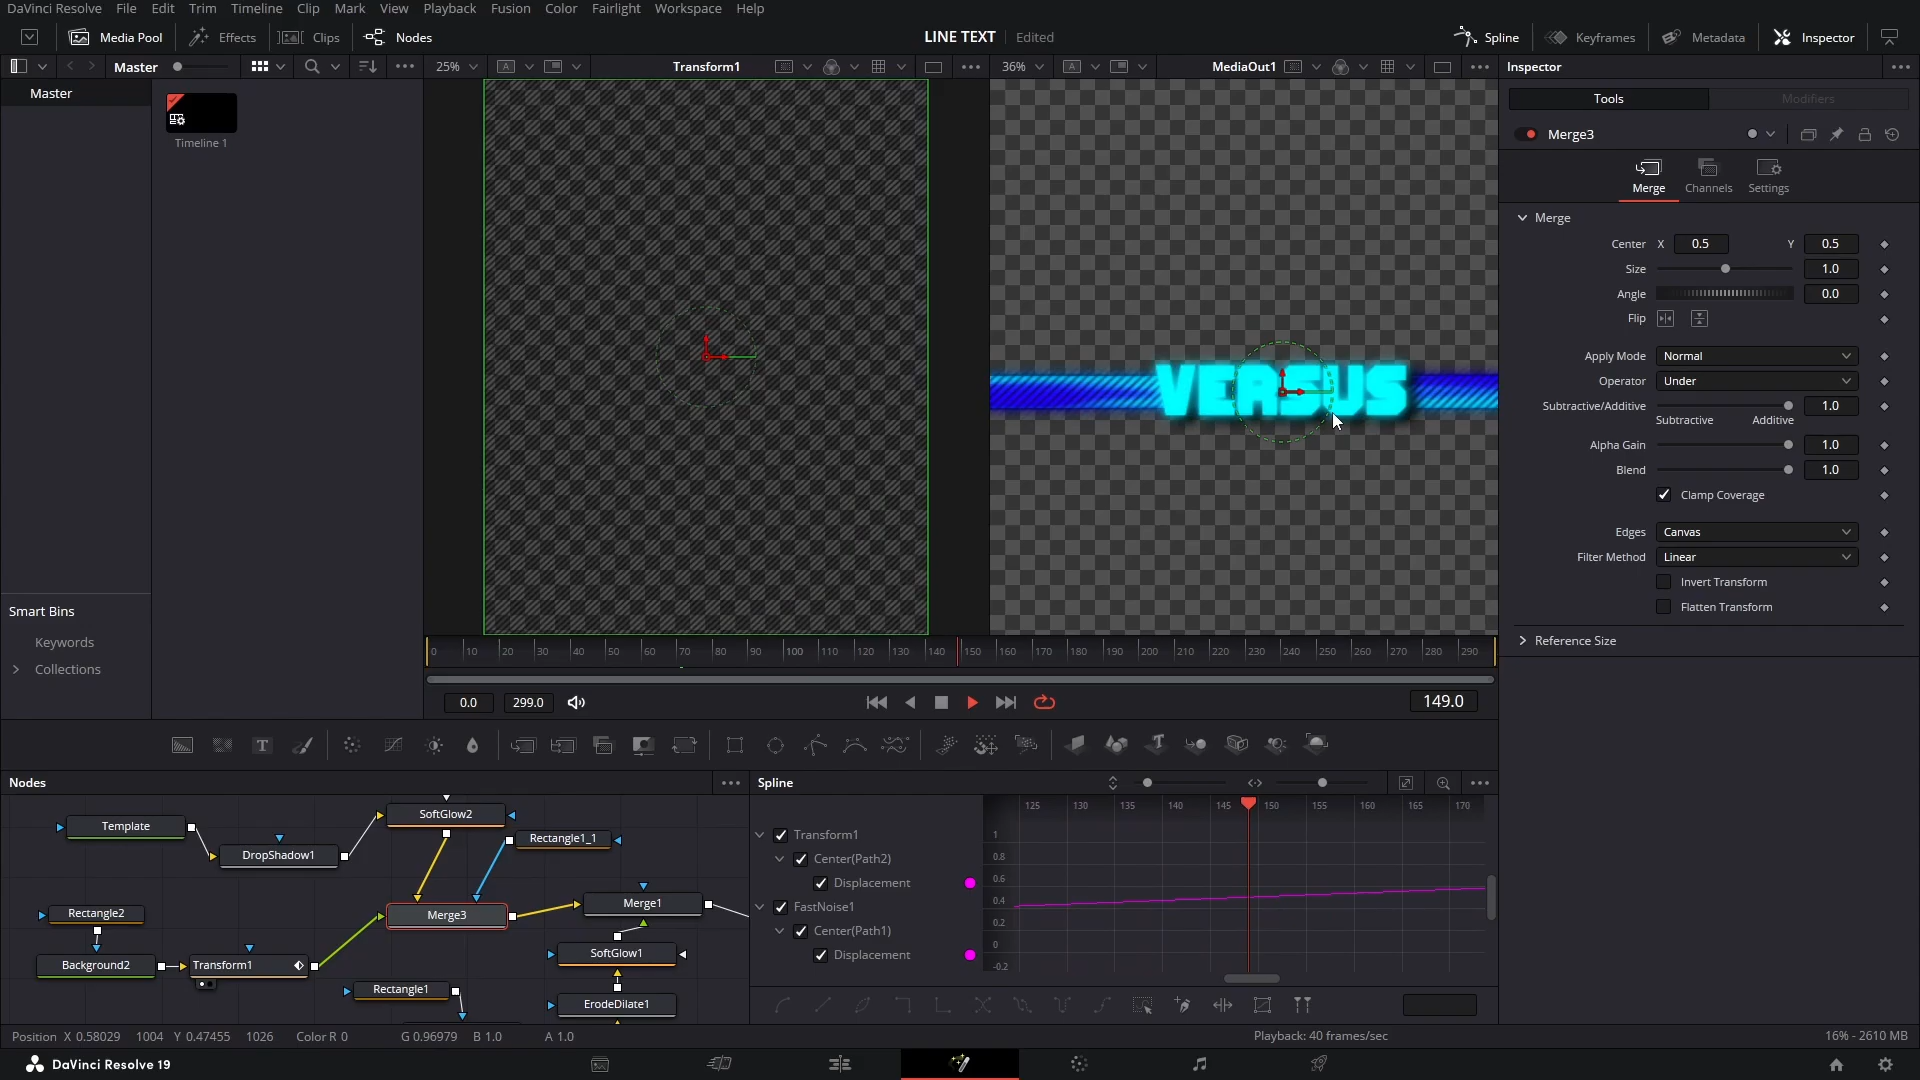 DaVinci Resolve File Edit Trim Timeline Clip Mark View Playback Fusion Color Fairlight Workspace Help
Media Pool Effects Clips Nodes LINE TEXT Edited Spline Keyframes Metadata Inspector
Master 25% Transform1 36% MediaOut1 Inspector
Master
Timeline 1
Tools Modifiers
Merge3
Merge Channels Settings
Merge
Center X 0.5 Y 0.5
Size 1.0
Angle 0.0
Flip
Apply Mode Normal
Operator Under
Subtractive/Additive 1.0
Subtractive Additive
Alpha Gain 1.0
Blend 1.0
Clamp Coverage
Edges Canvas
Filter Method Linear
Invert Transform
Flatten Transform
Reference Size
VERSUS
Smart Bins
Keywords
Collections
0 10 20 30 40 50 60 70 80 90 100 110 120 130 140 150 160 170 180 190 200 210 220 230 240 250 260 270 280 290
0.0 299.0 149.0
Nodes
Template
DropShadow1
SoftGlow2
Rectangle1_1
Rectangle2
Merge3
Merge1
Background2
Transform1
SoftGlow1
Rectangle1
ErodeDilate1
Spline
125 130 135 140 145 150 155 160 165 170
Transform1
Center(Path2)
Displacement
FastNoise1
Center(Path1)
Displacement
1
0.8
0.6
0.4
0.2
0
-0.2
Position X 0.58029 1004 Y 0.47455 1026 Color R 0 G 0.96979 B 1.0 A 1.0 Playback: 40 frames/sec 16% - 2610 MB
DaVinci Resolve 19